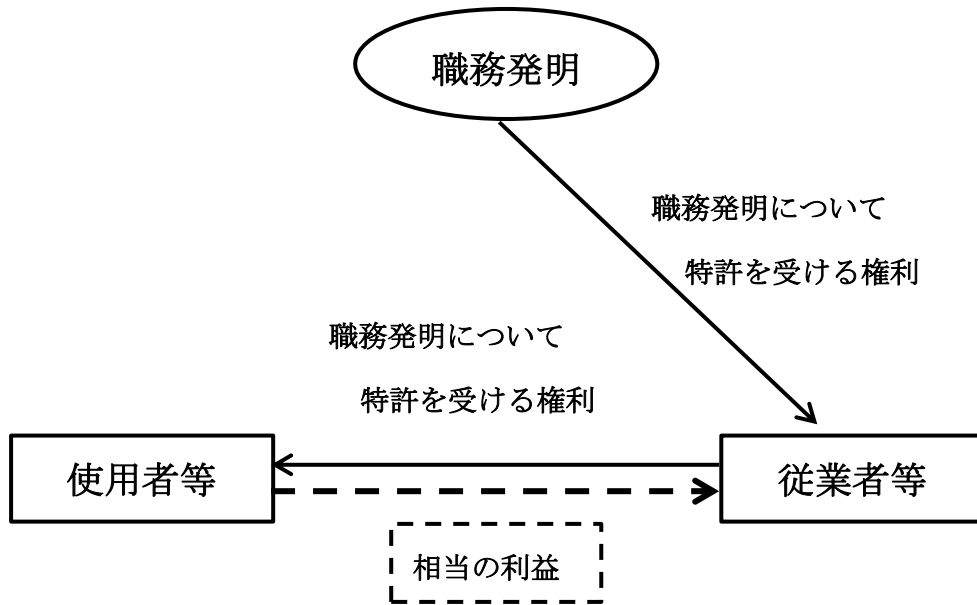 職務発明
職務発明について
特許を受ける権利
職務発明について
特許を受ける権利
使用者等
従業者等
相当の利益